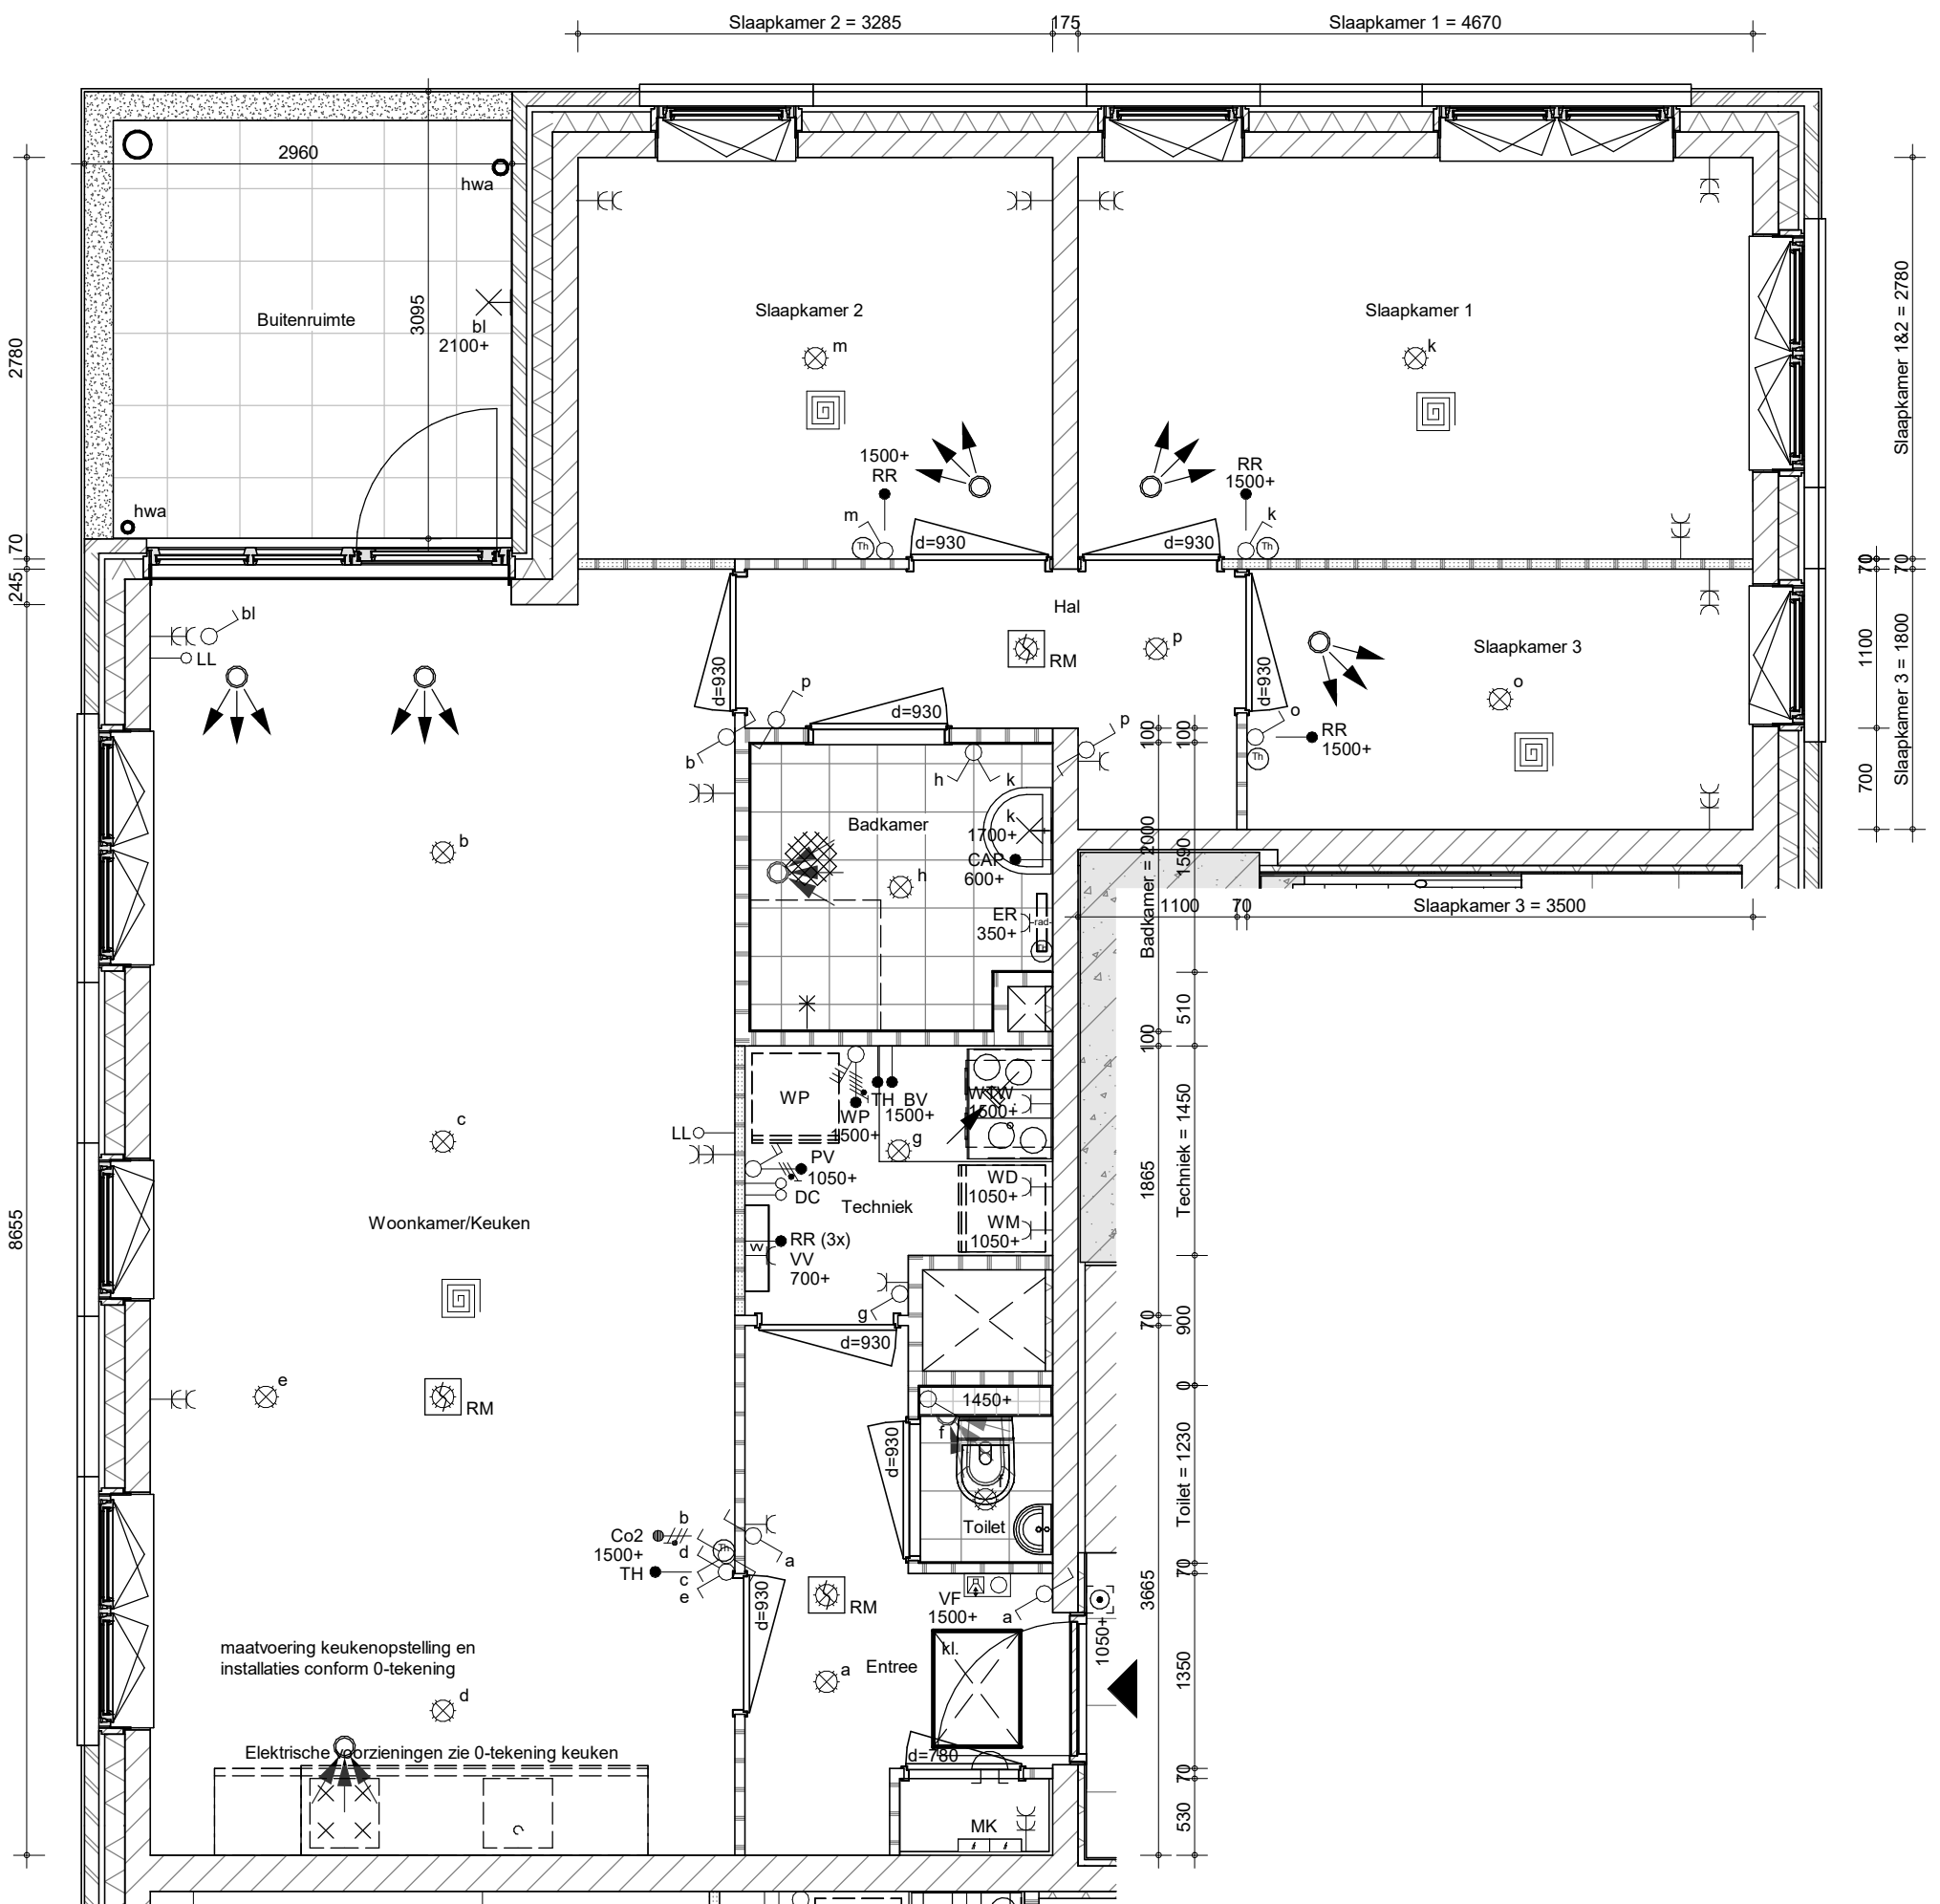 Slaapkamer 2 = 3285
175
Slaapkamer 1 = 4670
2960
hwa
3095
Buitenruimte
bl
2100+
hwa
2780
70
245
8655
Slaapkamer 2
m
1500+
RR
m
Th
d=930
Slaapkamer 1
k
RR
1500+
k
Th
d=930
Slaapkamer 1&2 = 2780
70
70
1100
700
Slaapkamer 3 = 1800
bl
LL
Hal
RM
p
d=930
p
d=930
b
d=930
Slaapkamer 3
o
o
RR
1500+
Th
p
100
100
h
k
Badkamer
k
1700+
CAP
600+
h
ER
350+
rad
Badkamer = 2000
1590
1100
70
Slaapkamer 3 = 3500
510
100
b
c
WP
WP
1500+
TH
BV
1500+
WTW
1500+
g
LL
PV
1050+
DC
Techniek
WD
1050+
WM
1050+
RR (3x)
VV
700+
g
d=930
1865
Techniek = 1450
70
900
0
Woonkamer/Keuken
e
RM
1450+
f
f
d=930
Toilet
Toilet = 1230
70
b
Co2
1500+
d
TH
c
e
Th
a
d=930
RM
VF
1500+
a
1050+
3665
1350
kl.
Entree
a
maatvoering keukenopstelling en
installaties conform 0-tekening
d
Elektrische voorzieningen zie 0-tekening keuken
d=780
MK
70
530